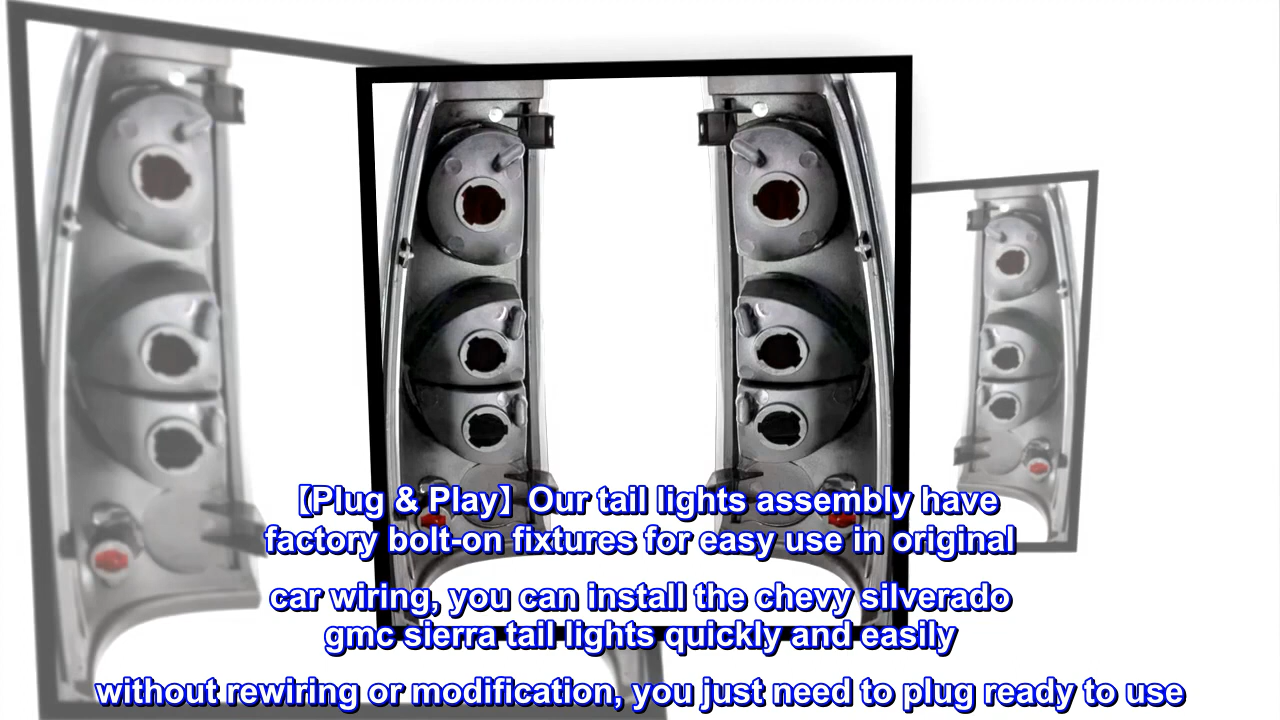 【Plug & Play】Our tail lights assembly have
factory bolt-on fixtures for easy use in original
car wiring, you can install the chevy silverado
gmc sierra tail lights quickly and easily
without rewiring or modification, you just need to plug ready to use